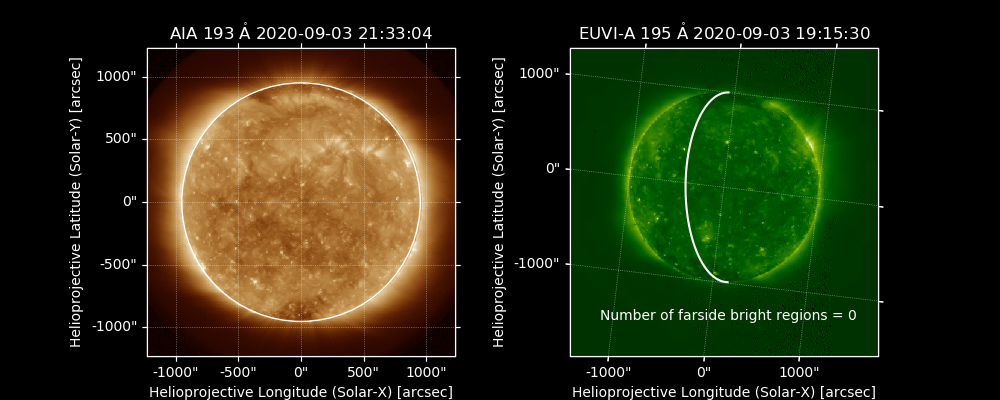 AIA 193 Å 2020-09-03 21:33:04
1000"
500"
0"
-500"
-1000"
-1000" -500" 0" 500" 1000"
Helioprojective Longitude (Solar-X) [arcsec]
Helioprojective Latitude (Solar-Y) [arcsec]
EUVI-A 195 Å 2020-09-03 19:15:30
1000"
0"
-1000"
Number of farside bright regions = 0
-1000" 0" 1000"
Helioprojective Longitude (Solar-X) [arcsec]
Helioprojective Latitude (Solar-Y) [arcsec]